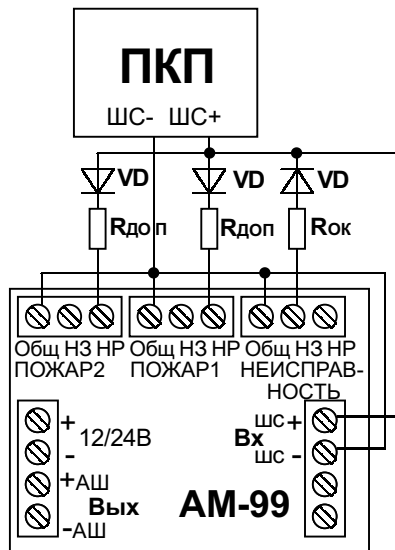 ПКП
ШС- ШС+
VD VD VD
Rдоп Rдоп Rок
Общ НЗ НР Общ НЗ НР Общ НЗ НР
ПОЖАР2 ПОЖАР1 НЕИСПРАВ-
НОСТЬ
+ 12/24В
-
+АШ
Вых
-АШ
шс +
Вх
шс -
АМ-99